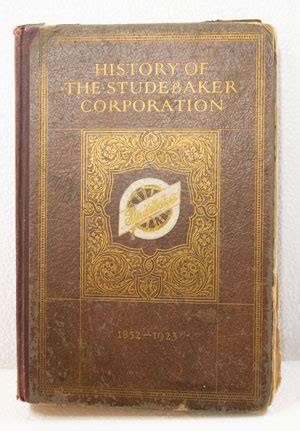 HISTORY OF
THE·STUDEBAKER
CORPORATION
Studebaker
1852—1923